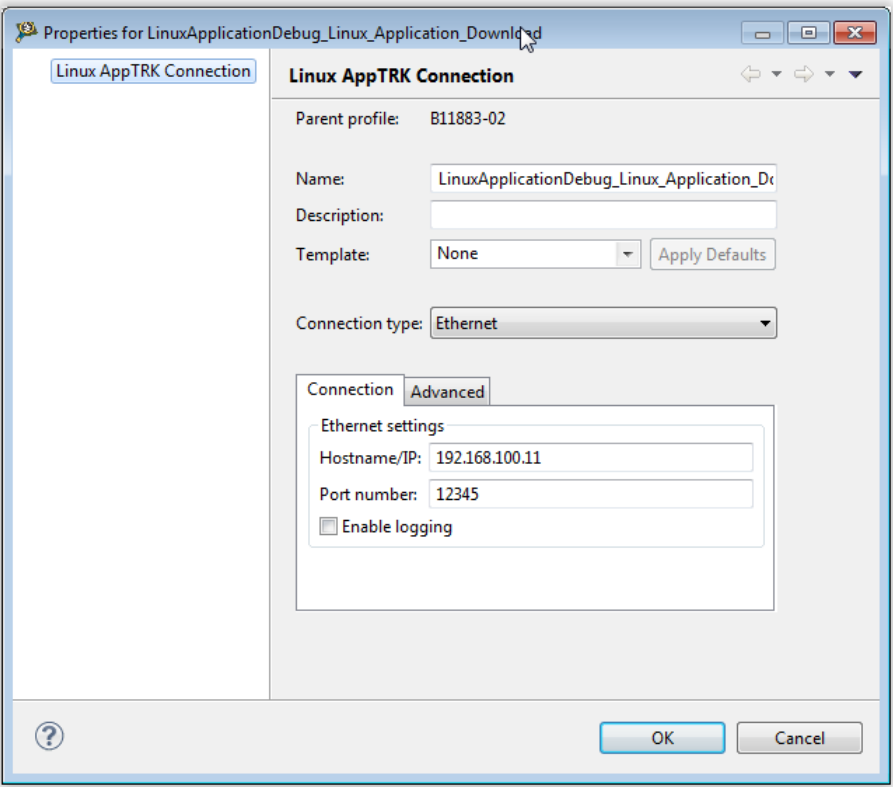 Properties for LinuxApplicationDebug_Linux_Application_Download
Linux AppTRK Connection
Linux AppTRK Connection
Parent profile: B11883-02
Name: LinuxApplicationDebug_Linux_Application_Do
Description:
Template: None Apply Defaults
Connection type: Ethernet
Connection Advanced
Ethernet settings
Hostname/IP: 192.168.100.11
Port number: 12345
Enable logging
? OK Cancel